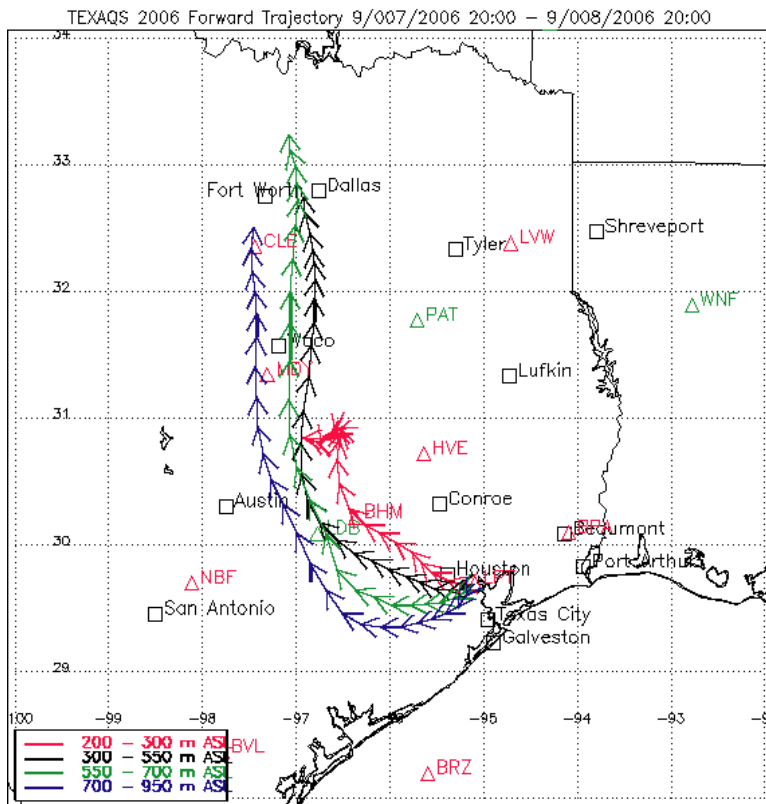 TEXAQS 2006 Forward Trajectory 9/007/2006 20:00 – 9/008/2006 20:00
34
33
Fort Worth
Dallas
CLE
Tyler
LVW
Shreveport
32
PAT
WNF
Waco
MDY
Lufkin
31
HVE
Austin
BHM
Conroe
LDB
BPA
Beaumont
30
Houston
Port Arthur
NBF
San Antonio
Texas City
Galveston
29
-100 -99 -98 -97 -96 -95 -94 -93 -92
200 – 300 m ASL
BVL
300 – 550 m ASL
550 – 700 m ASL
BRZ
700 – 950 m ASL